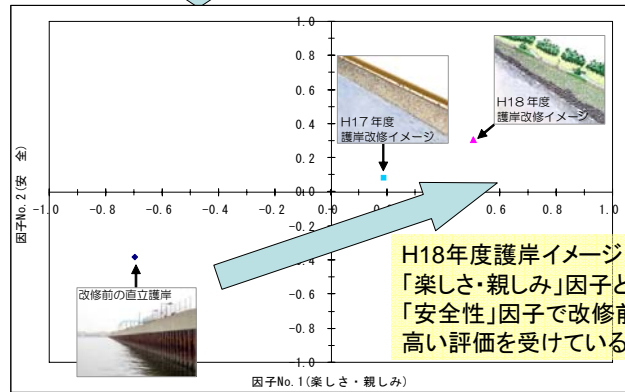 1.0
0.8
0.6
0.4
0.2
0.0
-0.2
-0.4
-0.6
-0.8
-1.0
-1.0
-0.8
-0.6
-0.4
-0.2
0.0
0.2
0.4
0.6
0.8
1.0
因子No.2(安 全)
因子No.1(楽しさ・親しみ)
H17年度
護岸改修イメージ
H18年度
護岸改修イメージ
改修前の直立護岸
H18年度護岸イメージ
「楽しさ・親しみ」因子と
「安全性」因子で改修前
高い評価を受けている